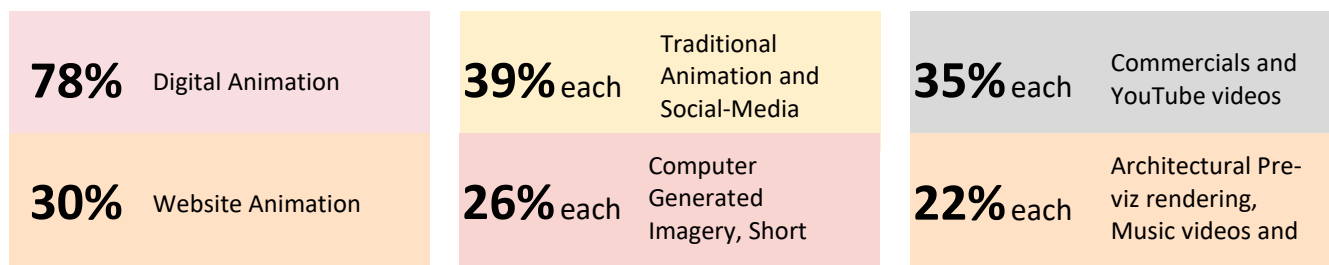 78% Digital Animation
39% each
Traditional
Animation and
Social-Media
35% each
Commercials and
YouTube videos
30% Website Animation
26% each
Computer
Generated
Imagery, Short
22% each
Architectural Pre-
viz rendering,
Music videos and